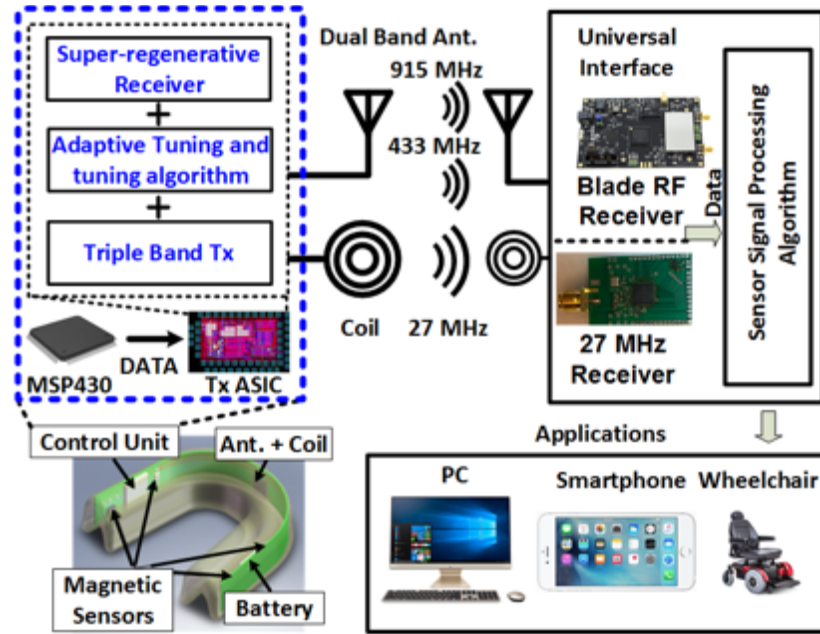 Super-regenerative
Receiver
+
Adaptive Tuning and
tuning algorithm
+
Triple Band Tx
MSP430
DATA
Tx ASIC
Dual Band Ant.
915 MHz
433 MHz
Coil
27 MHz
Universal
Interface
Blade RF
Receiver
Data
27 MHz
Receiver
Sensor Signal Processing
Algorithm
Control Unit
Ant. + Coil
Magnetic
Sensors
Battery
Applications
PC
Smartphone
Wheelchair